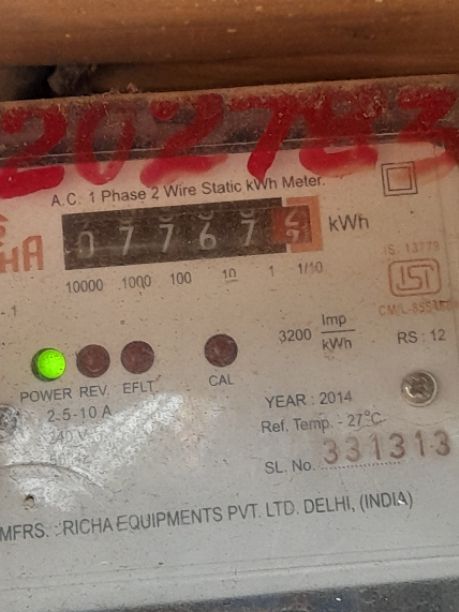 202783
A.C. 1 Phase 2 Wire Static kWh Meter.
HA
07767 kWh
10000 1000 100 10 1 1/10
IS: 13779
ISI
3200 Imp/kWh
RS : 12
POWER REV. EFLT CAL
2.5-10 A
YEAR : 2014
Ref. Temp. - 27°C
SL. No. 331313
MFRS. : RICHA EQUIPMENTS PVT. LTD. DELHI, (INDIA)